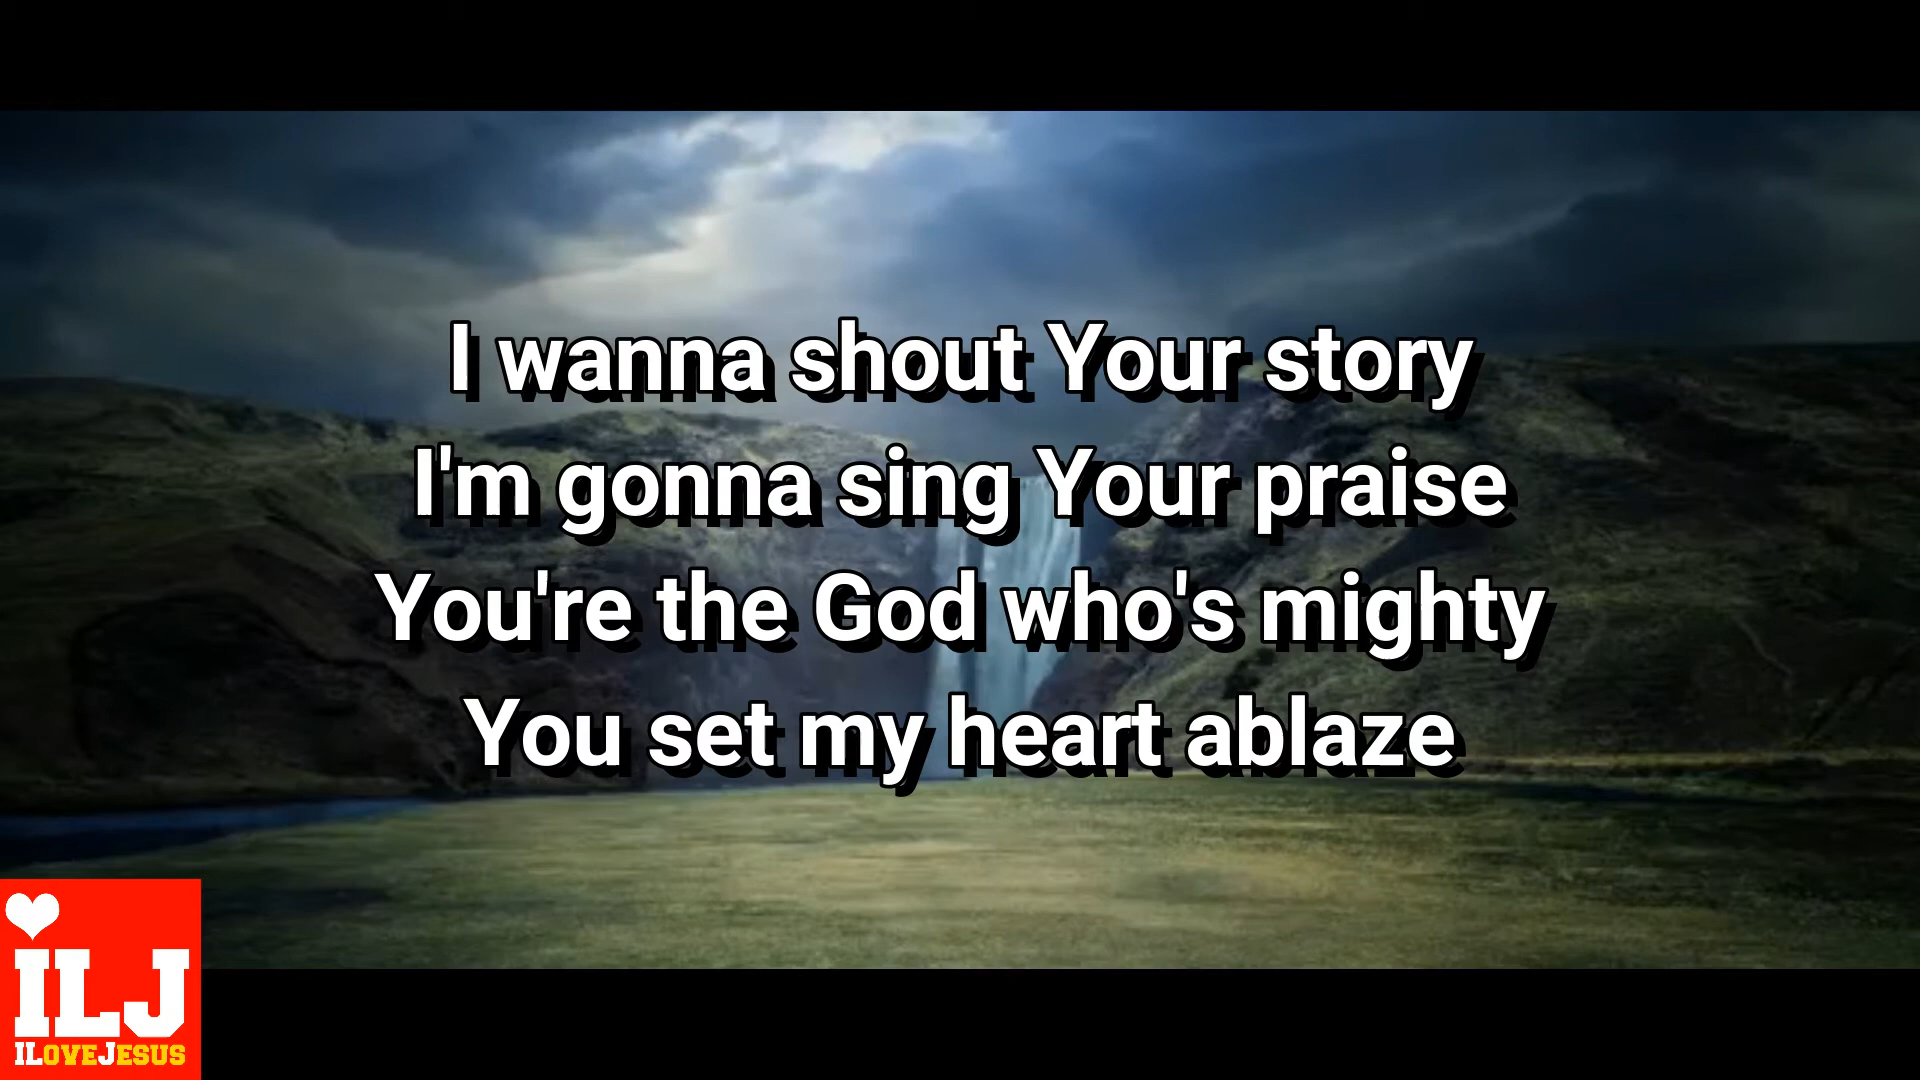 I wanna shout Your story
I'm gonna sing Your praise
You're the God who's mighty
You set my heart ablaze
iLJ
ILOVEJESUS